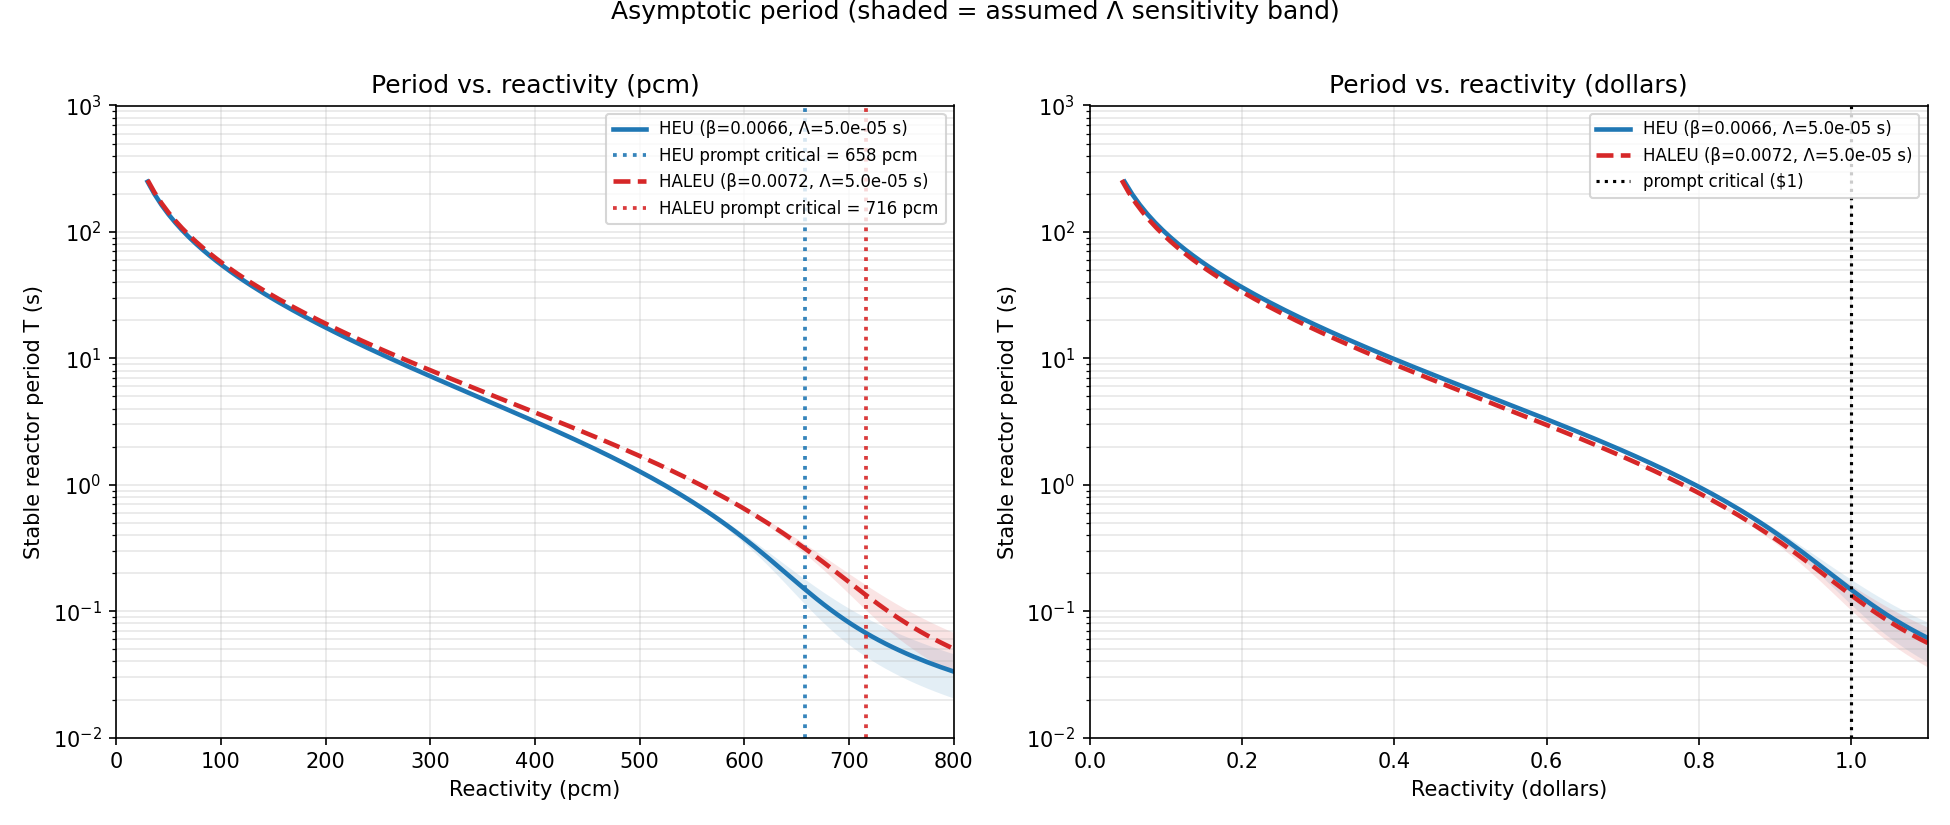 Asymptotic period (shaded = assumed Λ sensitivity band)
Period vs. reactivity (pcm)
10³
10²
10¹
10⁰
10⁻¹
10⁻²
Stable reactor period T (s)
HEU (β=0.0066, Λ=5.0e-05 s)
HEU prompt critical = 658 pcm
HALEU (β=0.0072, Λ=5.0e-05 s)
HALEU prompt critical = 716 pcm
0 100 200 300 400 500 600 700 800
Reactivity (pcm)
Period vs. reactivity (dollars)
10³
10²
10¹
10⁰
10⁻¹
10⁻²
Stable reactor period T (s)
HEU (β=0.0066, Λ=5.0e-05 s)
HALEU (β=0.0072, Λ=5.0e-05 s)
prompt critical ($1)
0.0 0.2 0.4 0.6 0.8 1.0
Reactivity (dollars)